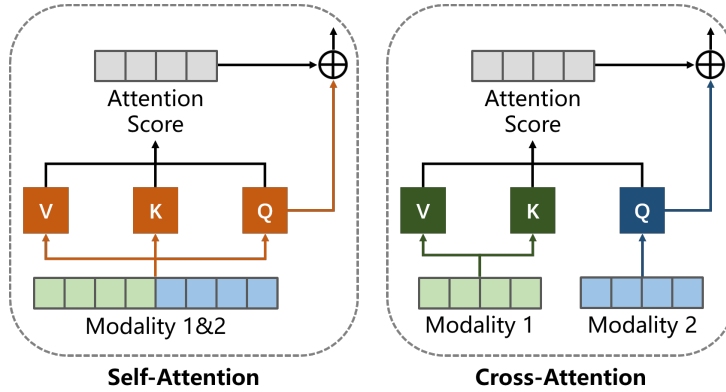 Attention
Score
V
K
Q
Modality 1&2
Self-Attention
Attention
Score
V
K
Q
Modality 1
Modality 2
Cross-Attention